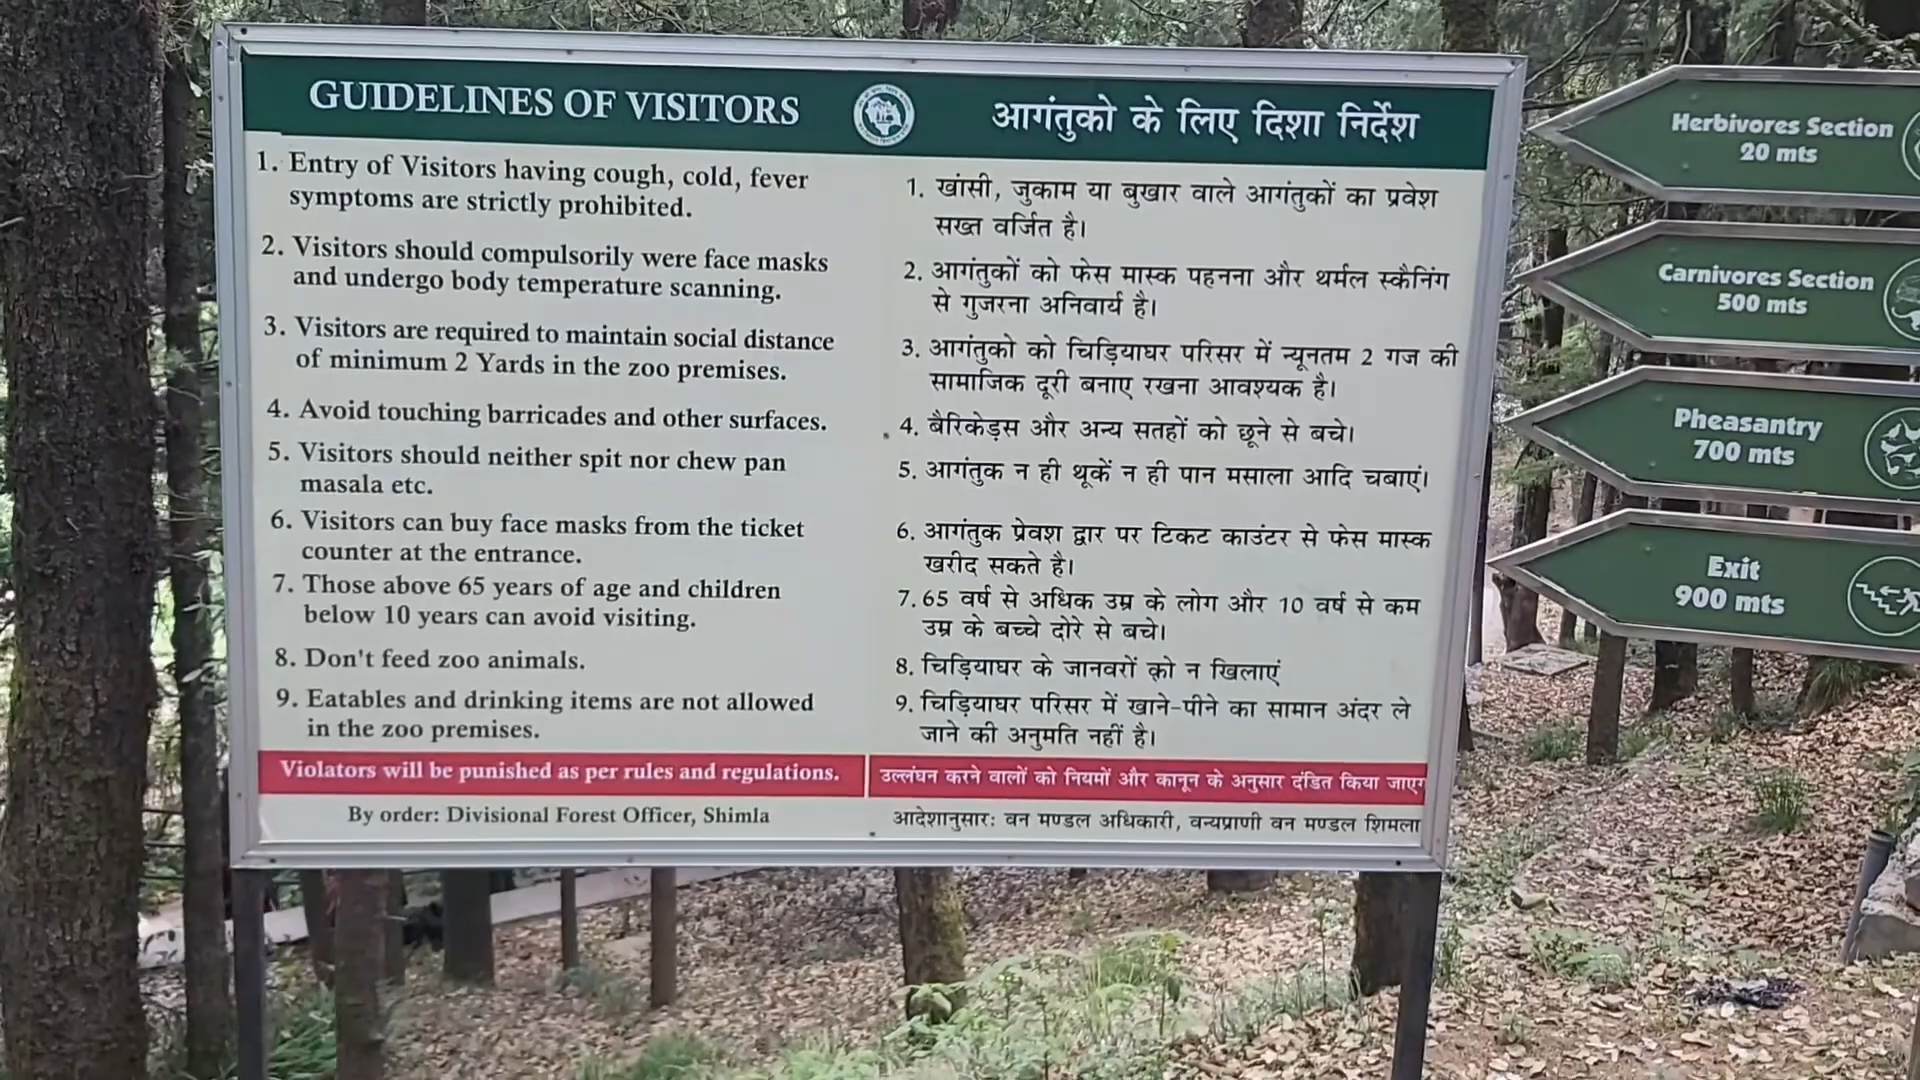 GUIDELINES OF VISITORS
1. Entry of Visitors having cough, cold, fever
symptoms are strictly prohibited.
2. Visitors should compulsorily were face masks
and undergo body temperature scanning.
3. Visitors are required to maintain social distance
of minimum 2 Yards in the zoo premises.
4. Avoid touching barricades and other surfaces.
5. Visitors should neither spit nor chew pan
masala etc.
6. Visitors can buy face masks from the ticket
counter at the entrance.
7. Those above 65 years of age and children
below 10 years can avoid visiting.
8. Don't feed zoo animals.
9. Eatables and drinking items are not allowed
in the zoo premises.
Violators will be punished as per rules and regulations.
By order: Divisional Forest Officer, Shimla
आगंतुको के लिए दिशा निर्देश
1. खांसी, जुकाम या बुखार वाले आगंतुकों का प्रवेश
सख्त वर्जित है।
2. आगंतुकों को फेस मास्क पहनना और थर्मल स्कैनिंग
से गुजरना अनिवार्य है।
3. आगंतुको को चिड़ियाघर परिसर में न्यूनतम 2 गज की
सामाजिक दूरी बनाए रखना आवश्यक है।
4. बैरिकेड्स और अन्य सतहों को छूने से बचे।
5. आगंतुक न ही थूकें न ही पान मसाला आदि चबाएं।
6. आगंतुक प्रेवश द्वार पर टिकट काउंटर से फेस मास्क
खरीद सकते है।
7. 65 वर्ष से अधिक उम्र के लोग और 10 वर्ष से कम
उम्र के बच्चे दोरे से बचे।
8. चिड़ियाघर के जानवरों को न खिलाएं
9. चिड़ियाघर परिसर में खाने-पीने का सामान अंदर ले
जाने की अनुमति नहीं है।
उल्लंघन करने वालों को नियमों और कानून के अनुसार दंडित किया
आदेशानुसार: वन मण्डल अधिकारी, वन्यप्राणी वन मण्डल शिमला
Herbivores Section
20 mts
Carnivores Section
500 mts
Pheasantry
700 mts
Exit
900 mts